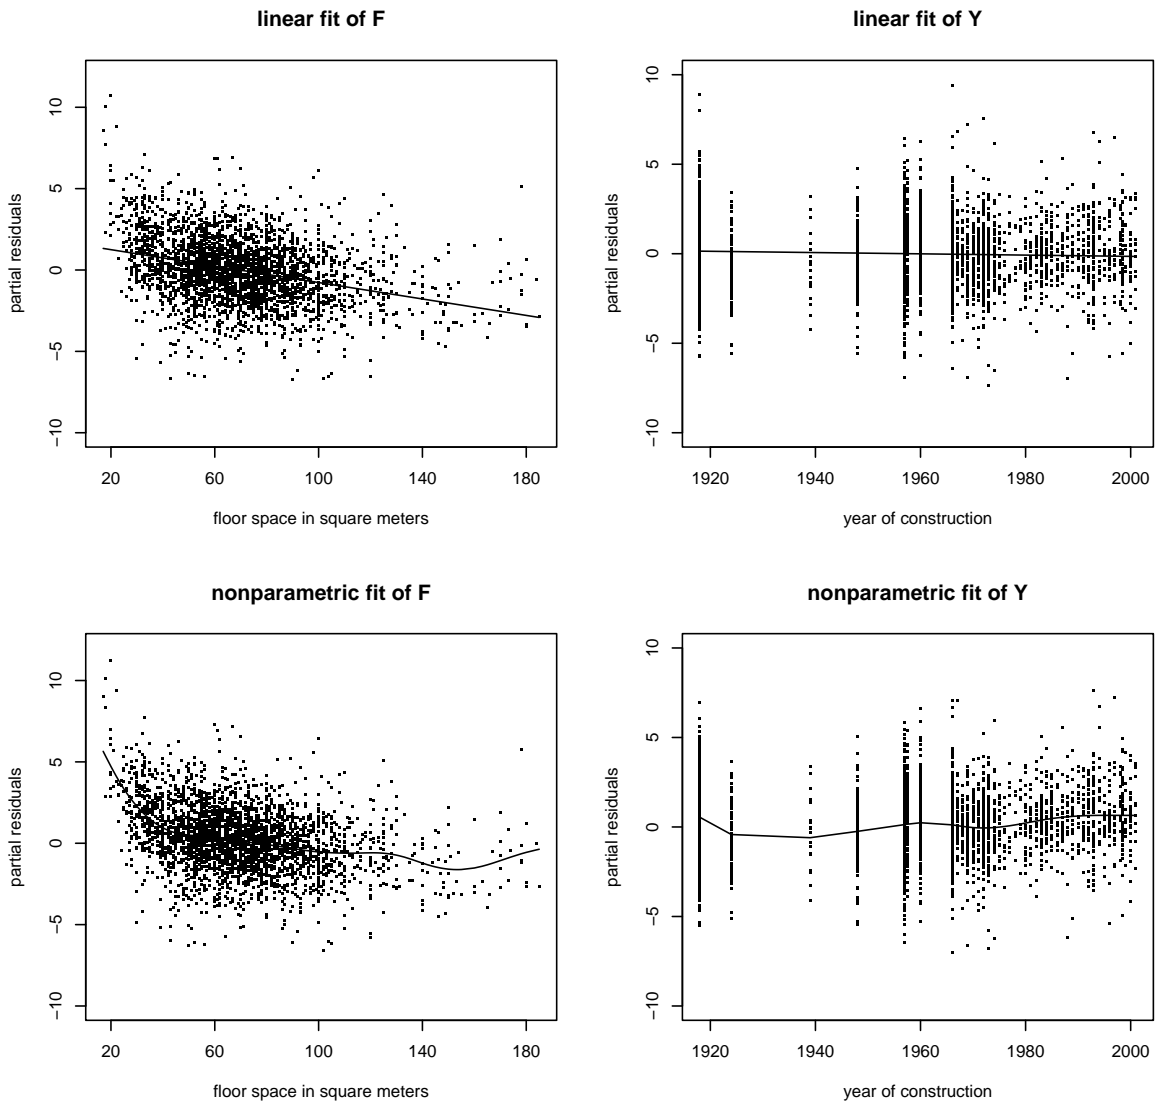 linear fit of F
partial residuals
10
5
0
−5
−10
20 60 100 140 180
floor space in square meters
linear fit of Y
partial residuals
10
5
0
−5
−10
1920 1940 1960 1980 2000
year of construction
nonparametric fit of F
partial residuals
10
5
0
−5
−10
20 60 100 140 180
floor space in square meters
nonparametric fit of Y
partial residuals
10
5
0
−5
−10
1920 1940 1960 1980 2000
year of construction